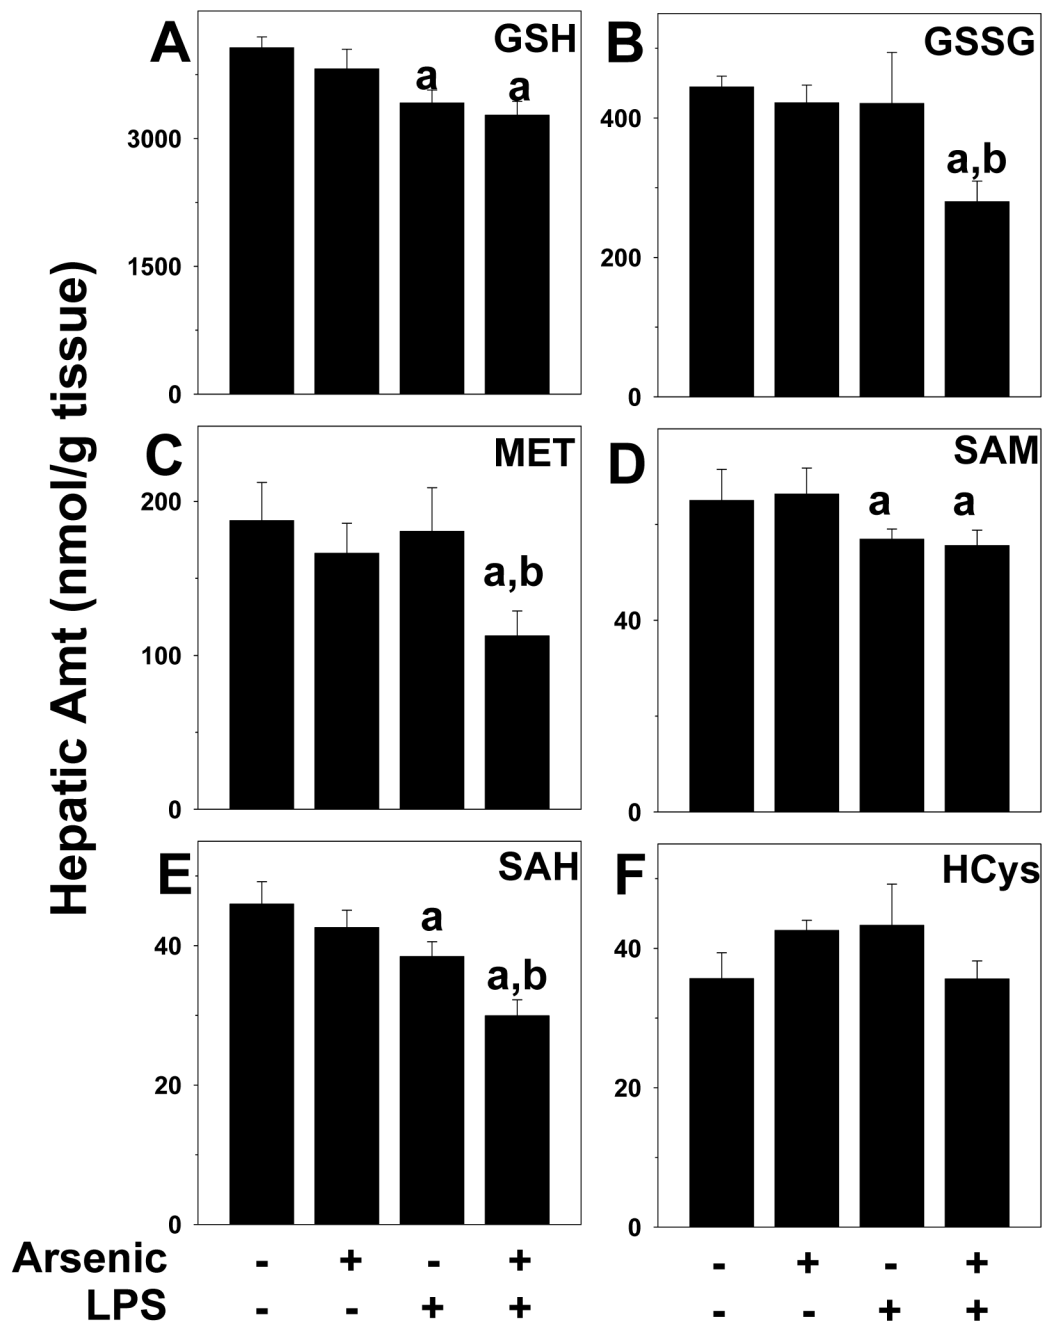 Hepatic Amt (nmol/g tissue)
A GSH
a a
3000
1500
0
B GSSG
400
a,b
200
0
C MET
200
a,b
100
0
D SAM
a a
40
0
E SAH
a
40
a,b
20
0
F HCys
40
20
0
Arsenic - + - + - + - +
LPS - - + + - - + +